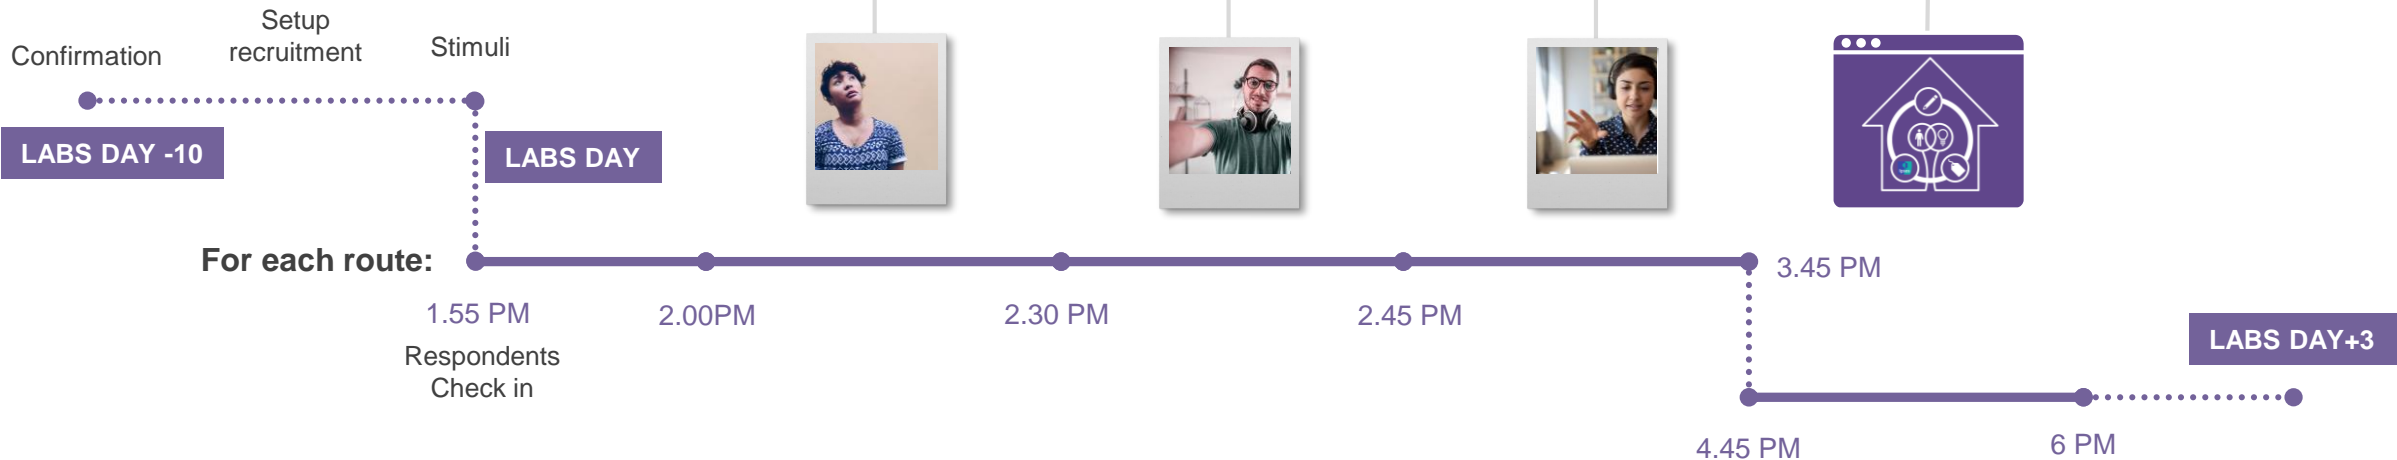 Confirmation
Setup
recruitment
Stimuli
LABS DAY -10
LABS DAY
For each route:
1.55 PM
Respondents
Check in
2.00PM
2.30 PM
2.45 PM
3.45 PM
4.45 PM
6 PM
LABS DAY+3